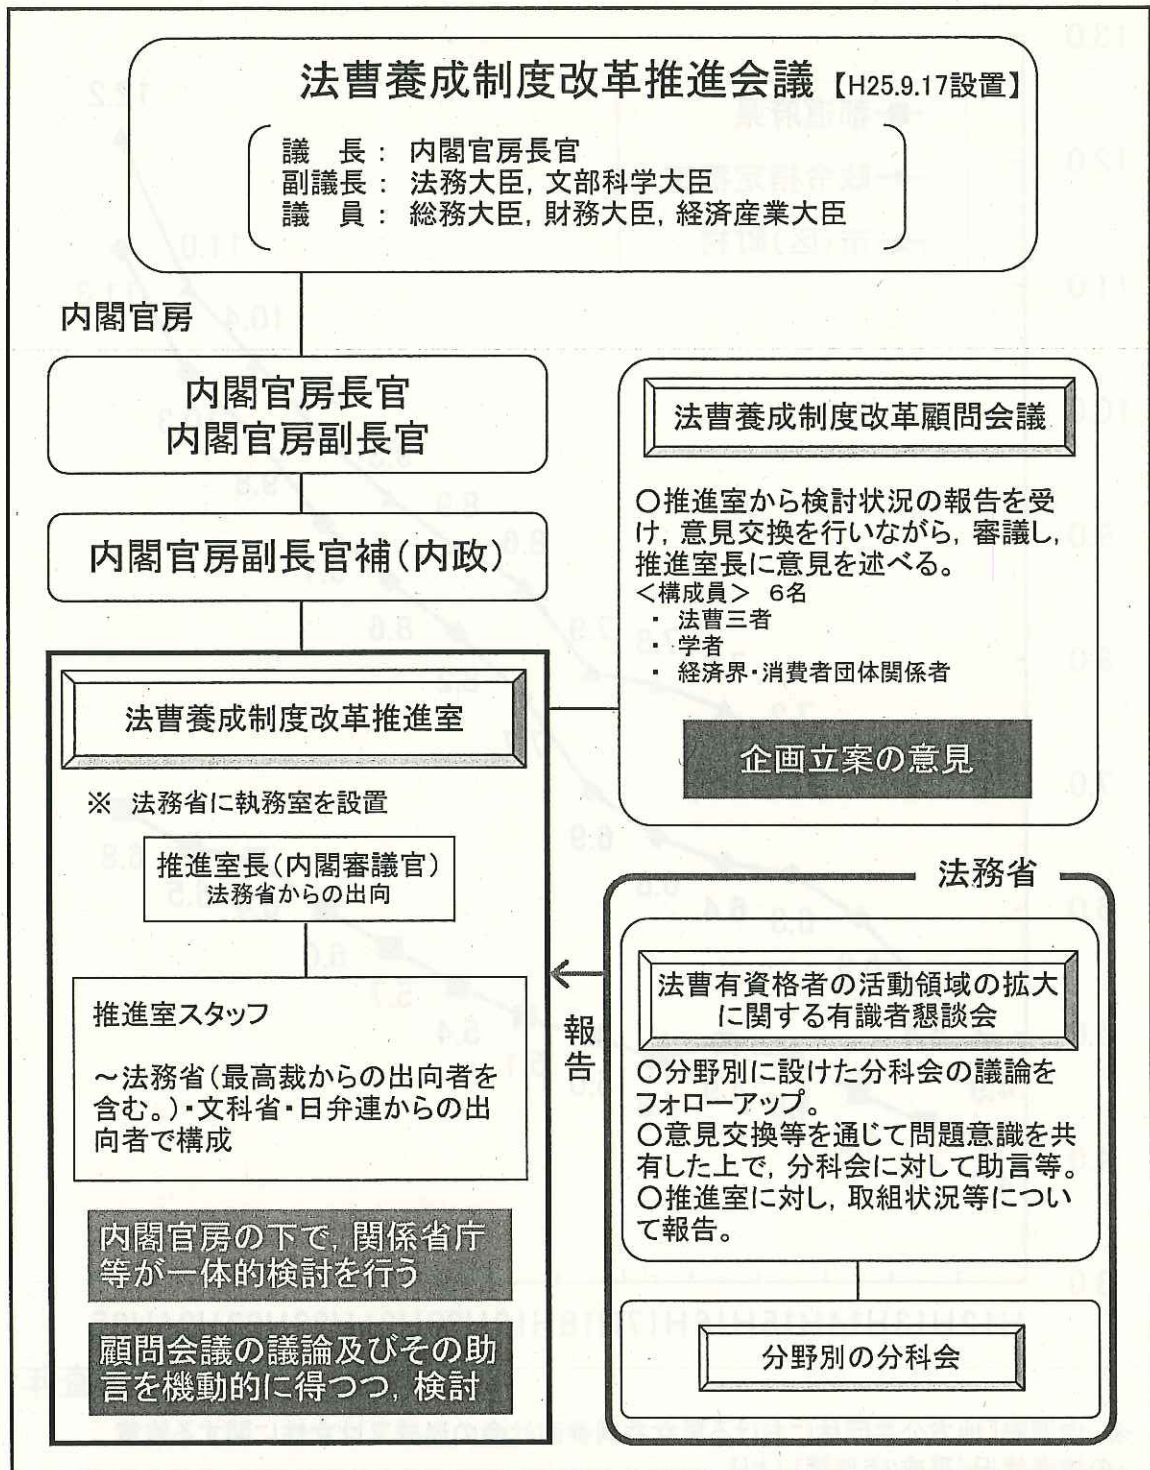 法曹養成制度改革推進会議【H25.9.17設置】
議　長： 内閣官房長官
副議長： 法務大臣，文部科学大臣
議　員： 総務大臣，財務大臣，経済産業大臣
内閣官房
内閣官房長官
内閣官房副長官
内閣官房副長官補（内政）
法曹養成制度改革推進室
※ 法務省に執務室を設置
推進室長（内閣審議官）
法務省からの出向
推進室スタッフ
～法務省（最高裁からの出向者を
含む。）・文科省・日弁連からの出
向者で構成
内閣官房の下で，関係省庁
等が一体的検討を行う
顧問会議の議論及びその助
言を機動的に得つつ，検討
法曹養成制度改革顧問会議
○推進室から検討状況の報告を受
け，意見交換を行いながら，審議し，
推進室長に意見を述べる。
＜構成員＞ 6名
・ 法曹三者
・ 学者
・ 経済界・消費者団体関係者
企画立案の意見
報告
法務省
法曹有資格者の活動領域の拡大
に関する有識者懇談会
○分野別に設けた分科会の議論を
フォローアップ。
○意見交換等を通じて問題意識を共
有した上で，分科会に対して助言等。
○推進室に対し，取組状況等につい
て報告。
分野別の分科会